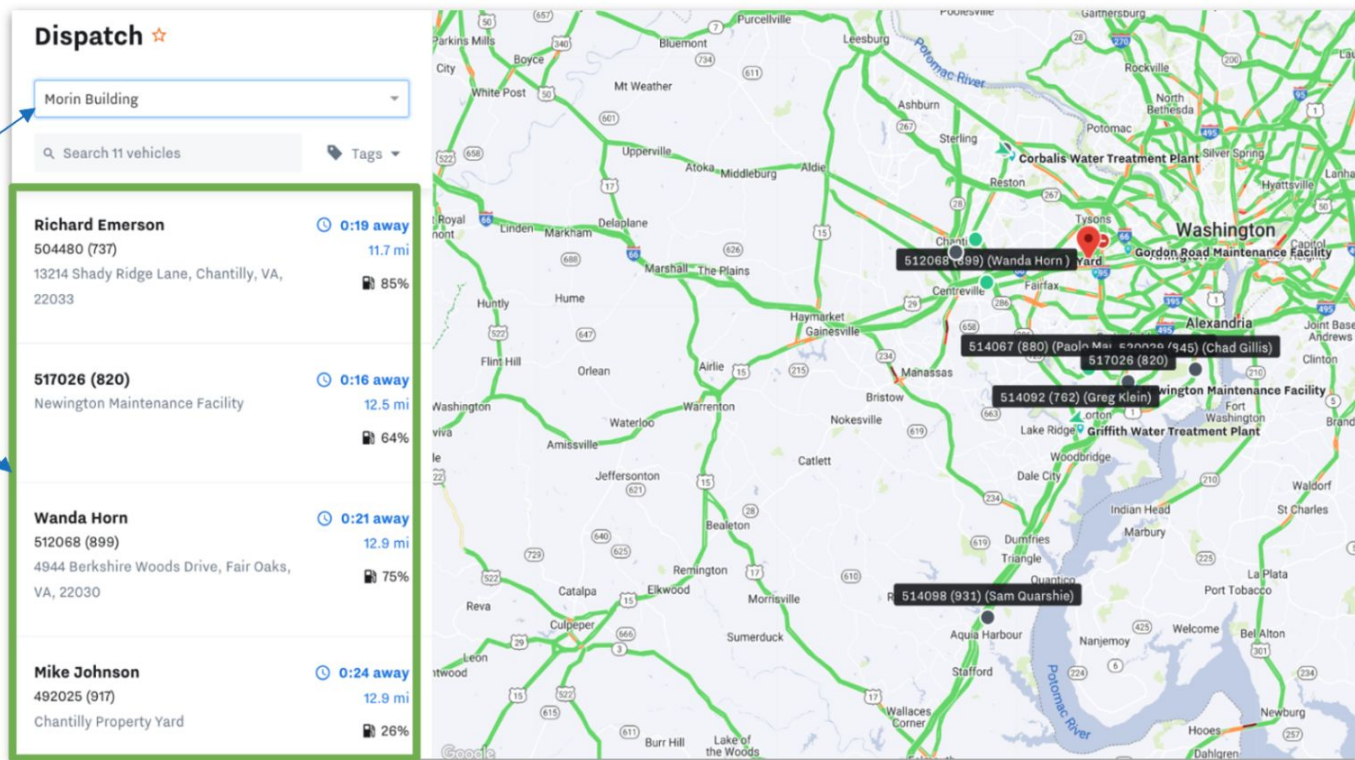 Dispatch
Morin Building
Search 11 vehicles
Tags
Richard Emerson
0:19 away
504480 (737)
11.7 mi
13214 Shady Ridge Lane, Chantilly, VA,
22033
85%
517026 (820)
0:16 away
Newington Maintenance Facility
12.5 mi
64%
Wanda Horn
0:21 away
512068 (899)
12.9 mi
4944 Berkshire Woods Drive, Fair Oaks,
VA, 22030
75%
Mike Johnson
0:24 away
492025 (917)
12.9 mi
Chantilly Property Yard
26%
Purcellville
Poolesville
Gaithersburg
Parkins Mills
Bluemont
Leesburg
Boyce
Potomac River
Rockville
City
Mt Weather
White Post
Ashburn
North
Bethesda
Sterling
Potomac
Silver Spring
Upperville
Corbalis Water Treatment Plant
Atoka
Middleburg
Aldie
Reston
Hyattsville
Tysons
Delaplane
Washington
Linden
Markham
Capitol
Heights
Gordon Road Maintenance Facility
512068 (899) (Wanda Horn )
Yard
Marshall
The Plains
Centreville
Fairfax
Huntly
Hume
Haymarket
Gainesville
Alexandria
Joint Base
Andrews
Flint Hill
Orlean
Airlie
Manassas
514067 (880)
(845) (Chad Gillis)
Clinton
517026 (820)
Bristow
514092 (762) (Greg Klein)
Newington Maintenance Facility
Washington
Warrenton
Nokesville
Fort
Washington
Waterloo
Lake Ridge
Griffith Water Treatment Plant
Amissville
Woodbridge
Catlett
Jeffersonton
Dale City
Waldorf
Indian Head
St Charles
Bealeton
Marbury
Dumfries
Triangle
Remington
Quantico
La Plata
Catalpa
Elkwood
Morrisville
514098 (931) (Sam Quarshie)
Port Tobacco
Reva
Culpeper
Sumerduck
Aquia Harbour
Nanjemoy
Welcome
Bel Alton
Leon
Stafford
Potomac River
Wallaces
Corner
Newburg
Burr Hill
Lake of
the Woods
Hooes
Dahlgren
Google